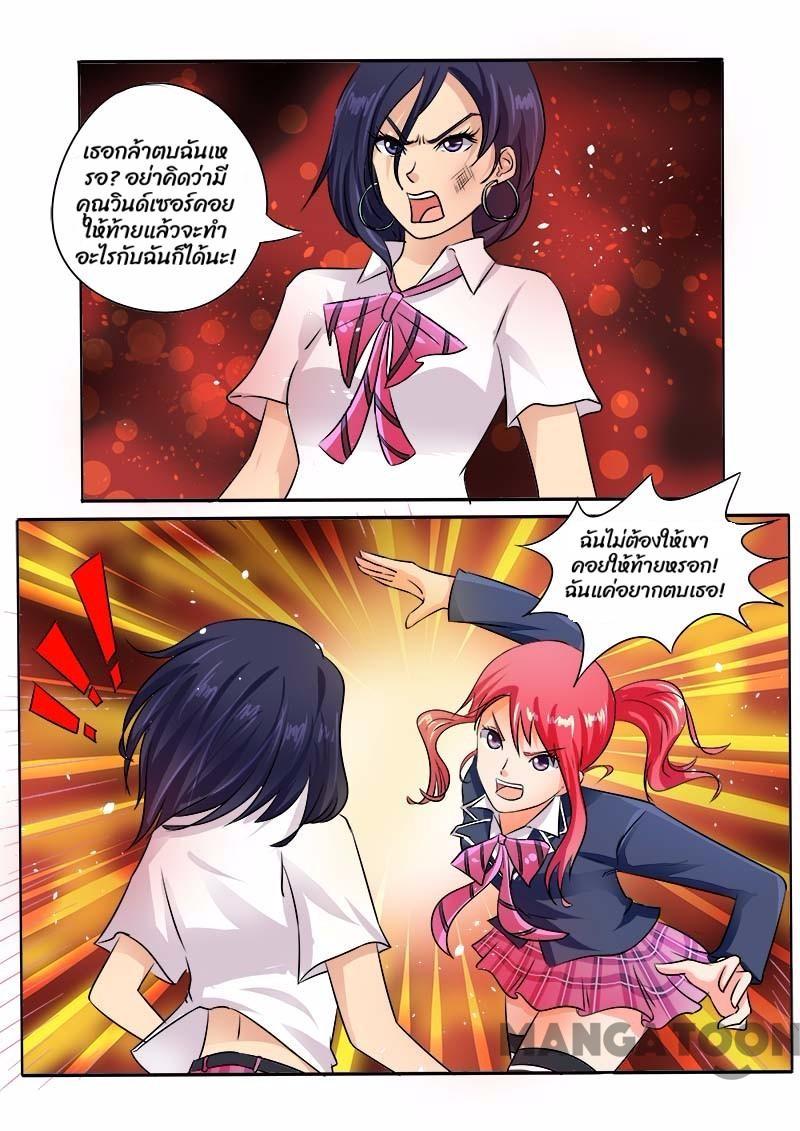 เธอกล้าตบฉันเห
รอ? อย่าคิดว่ามี
คุณวินด์เซอร์คอย
ให้ท้ายแล้วจะทำ
อะไรกับฉันก็ได้นะ!
ฉันไม่ต้องให้เขา
คอยให้ท้ายหรอก!
ฉันแค่อยากตบเธอ!
MANGATOON